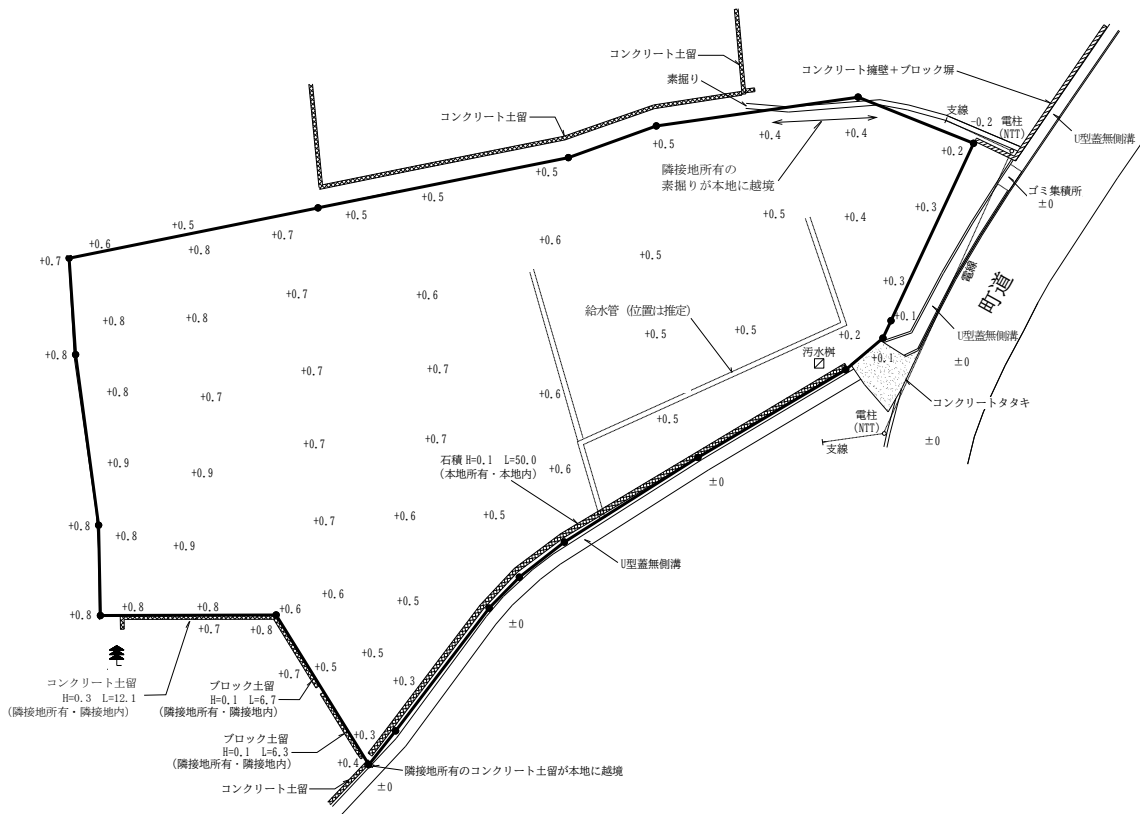 コンクリート土留
素掘り
コンクリート擁壁+ブロック塀
コンクリート土留
支線
-0.2
電柱
(NTT)
U型蓋無側溝
+0.5
+0.4
+0.4
+0.2
隣接地所有の
素掘りが本地に越境
+0.5
ゴミ集積所
±0
+0.5
+0.5
+0.5
+0.4
+0.3
+0.5
+0.6
+0.8
+0.7
+0.6
+0.7
+0.5
電線
町道
+0.7
+0.6
+0.3
給水管(位置は推定)
+0.1
+0.8
+0.8
+0.5
+0.5
+0.2
U型蓋無側溝
汚水桝
+0.1
±0
+0.8
+0.7
+0.7
+0.8
+0.7
+0.6
コンクリートタタキ
電柱
(NTT)
+0.5
支線
±0
+0.7
+0.7
+0.9
+0.9
石積 H=0.1 L=50.0
(本地所有・本地内)
+0.6
±0
+0.8
+0.8
+0.7
+0.6
+0.5
+0.9
U型蓋無側溝
+0.8
+0.8
+0.8
+0.6
+0.6
+0.5
+0.7
+0.8
±0
+0.5
+0.7
+0.5
+0.3
コンクリート土留
H=0.3 L=12.1
(隣接地所有・隣接地内)
ブロック土留
H=0.1 L=6.7
(隣接地所有・隣接地内)
ブロック土留
H=0.1 L=6.3
(隣接地所有・隣接地内)
+0.3
+0.4
隣接地所有のコンクリート土留が本地に越境
コンクリート土留
±0